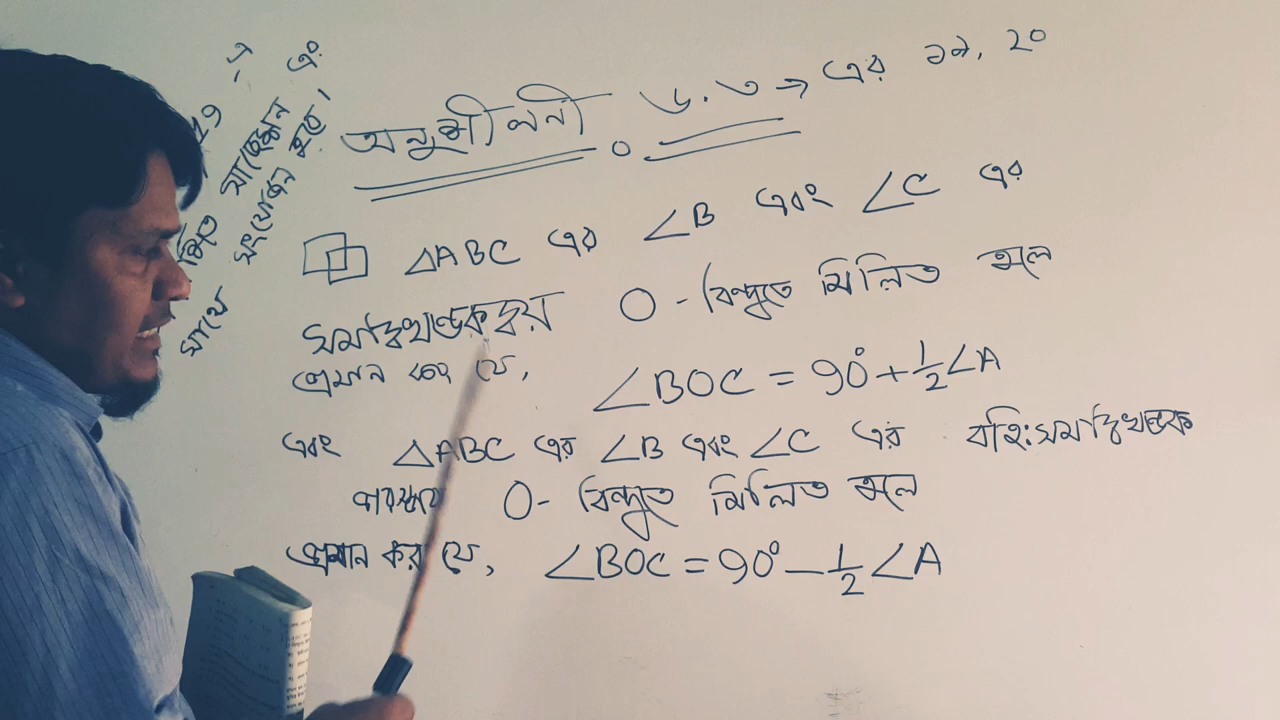 অনুশীলনী ৬.৩ → এর ১৯, ২০
△ABC এর ∠B এবং ∠C এর
সমদ্বিখণ্ডকদ্বয় O - বিন্দুতে মিলিত হলে
প্রমান কর যে, ∠BOC = 90° + 1/2 ∠A
এবং △ABC এর ∠B এবং ∠C এর বহিঃসমদ্বিখণ্ডক
O - বিন্দুতে মিলিত হলে
প্রমান কর যে, ∠BOC = 90° — 1/2 ∠A
সাথে সংযোজন হবে।